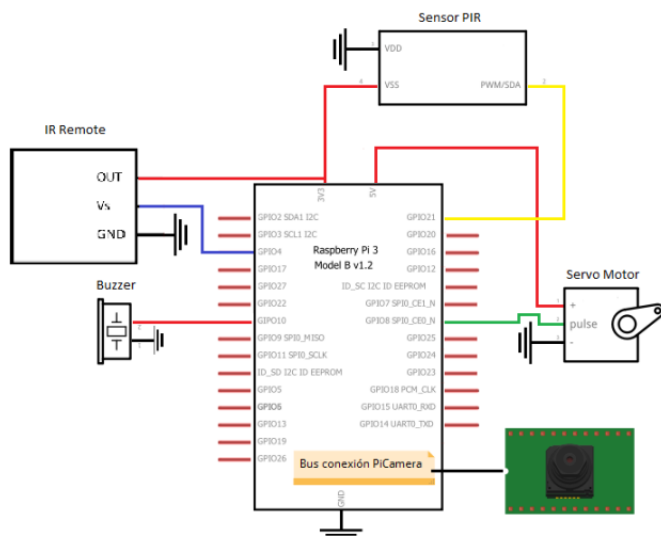 Sensor PIR
VDD
VSS
PWM/SDA
IR Remote
OUT
Vs
GND
3V3
5V
GPIO2 SDA1 I2C
GPIO3 SCL1 I2C
GPIO4
GPIO17
GPIO27
GPIO22
GPIO10
GPIO9 SPI0_MISO
GPIO11 SPI0_SCLK
ID_SD I2C ID EEPROM
GPIO5
GPIO6
GPIO13
GPIO19
GPIO26
Raspberry Pi 3
Model B v1.2
GPIO21
GPIO20
GPIO16
GPIO12
ID_SC I2C ID EEPROM
GPIO7 SPI0_CE1_N
GPIO8 SPI0_CE0_N
GPIO25
GPIO24
GPIO23
GPIO18 PCM_CLK
GPIO15 UART0_RXD
GPIO14 UART0_TXD
GND
Buzzer
Servo Motor
+
pulse
-
Bus conexión PiCamera